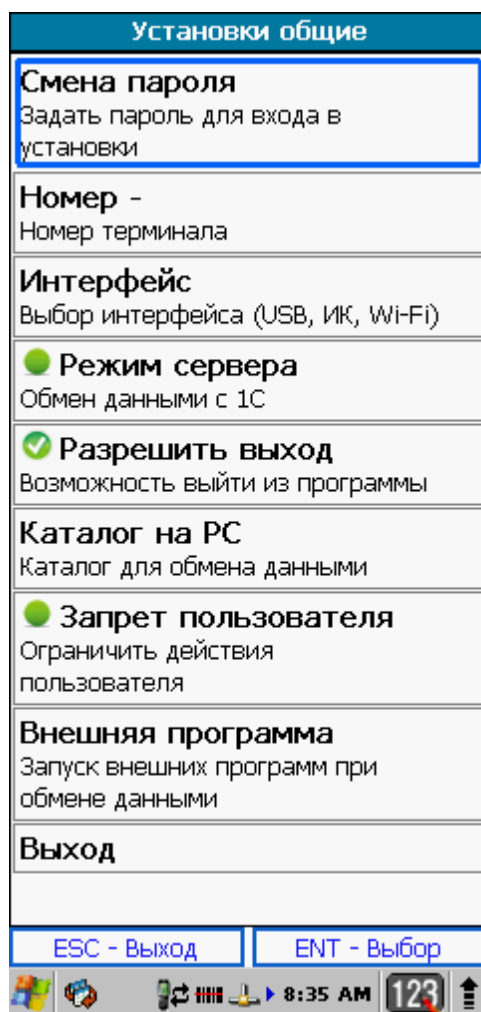 Установки общие
Смена пароля
Задать пароль для входа в
установки
Номер -
Номер терминала
Интерфейс
Выбор интерфейса (USB, ИК, Wi-Fi)
Режим сервера
Обмен данными с 1С
Разрешить выход
Возможность выйти из программы
Каталог на PC
Каталог для обмена данными
Запрет пользователя
Ограничить действия
пользователя
Внешняя программа
Запуск внешних программ при
обмене данными
Выход
ESC - Выход ENT - Выбор
8:35 AM 123